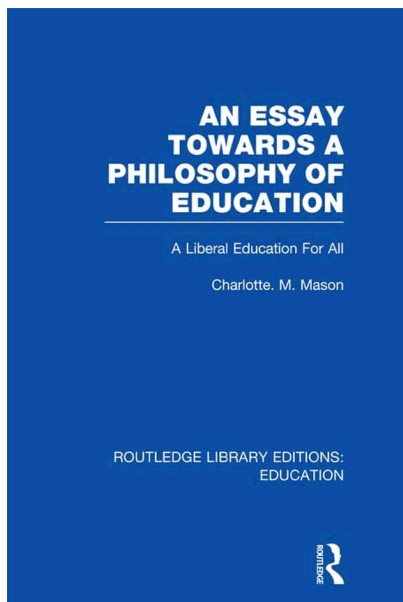 AN ESSAY
TOWARDS A
PHILOSOPHY OF
EDUCATION
A Liberal Education For All
Charlotte. M. Mason
ROUTLEDGE LIBRARY EDITIONS:
EDUCATION
ROUTLEDGE